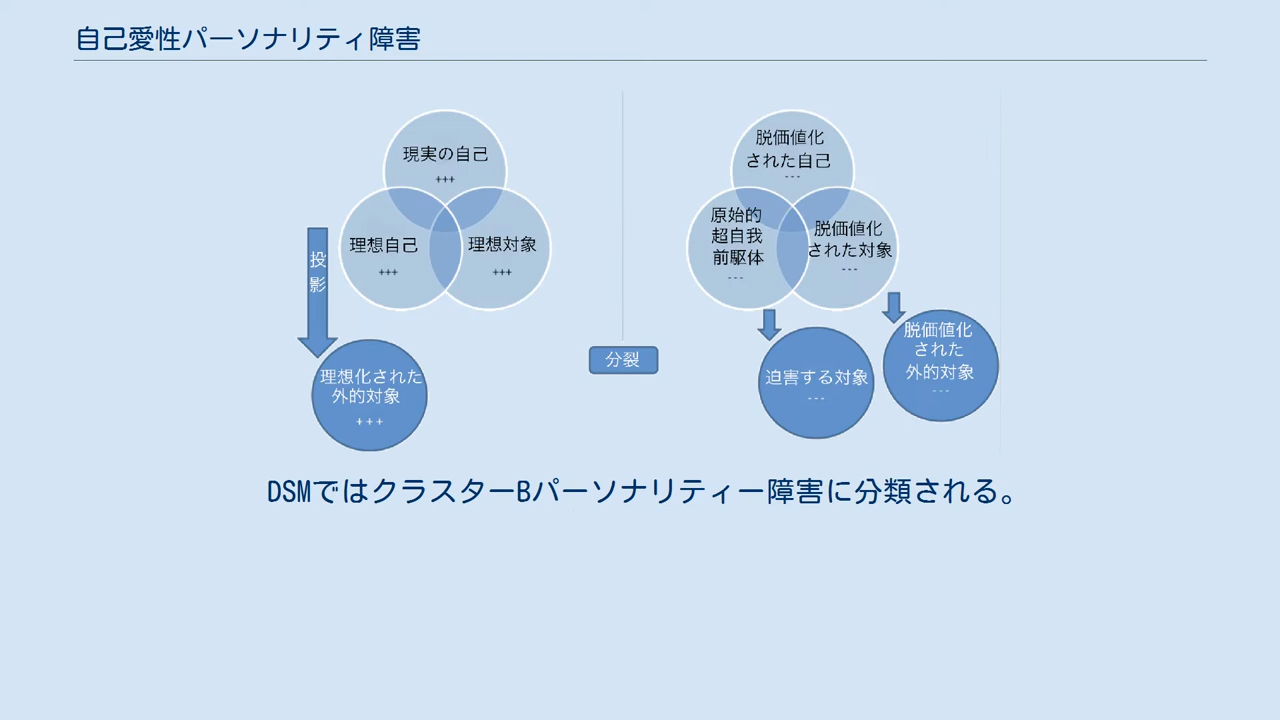 自己愛性パーソナリティ障害
現実の自己
+++
理想自己
+++
理想対象
+++
投
影
理想化された
外的対象
+++
分裂
脱価値化
された自己
---
原始的
超自我
前駆体
---
脱価値化
された対象
---
迫害する対象
---
脱価値化
された
外的対象
---
DSMではクラスターBパーソナリティー障害に分類される。